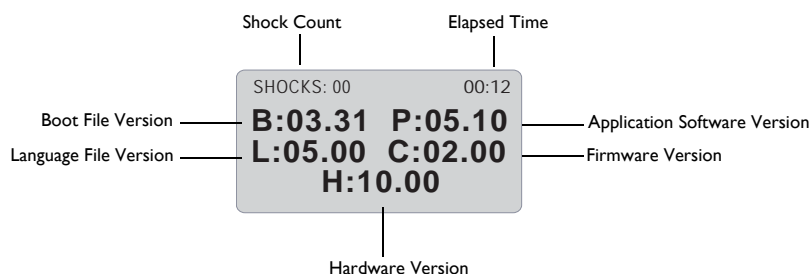 Shock Count Elapsed Time
SHOCKS: 00 00:12
Boot File Version B:03.31 P:05.10 Application Software Version
Language File Version L:05.00 C:02.00 Firmware Version
H:10.00
Hardware Version